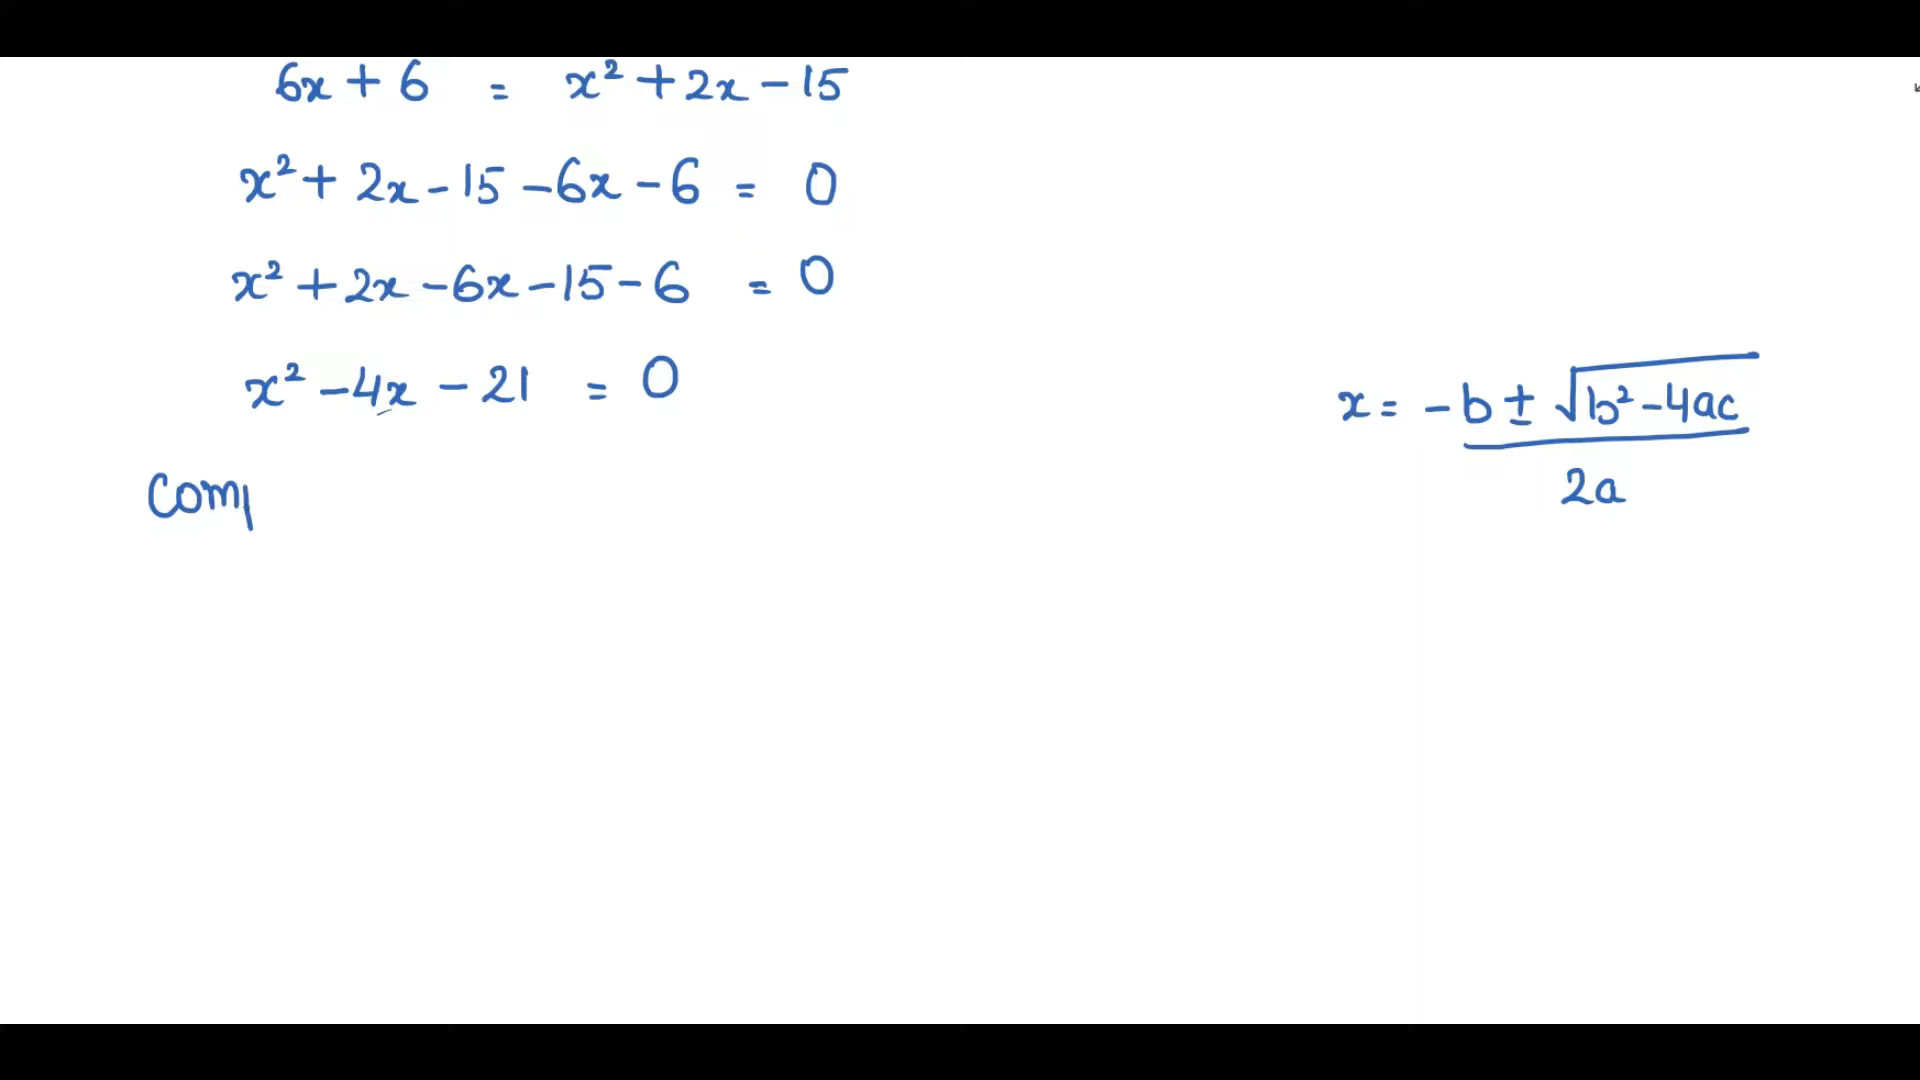 6x + 6 = x² + 2x - 15
x² + 2x - 15 - 6x - 6 = 0
x² + 2x - 6x - 15 - 6 = 0
x² - 4x - 21 = 0
x = -b ± √b² - 4ac
2a
Comp